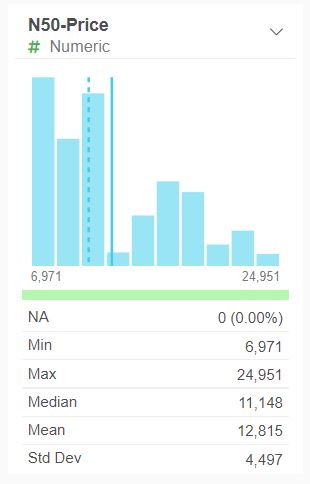 N50-Price
# Numeric
6,971 24,951
NA 0 (0.00%)
Min 6,971
Max 24,951
Median 11,148
Mean 12,815
Std Dev 4,497